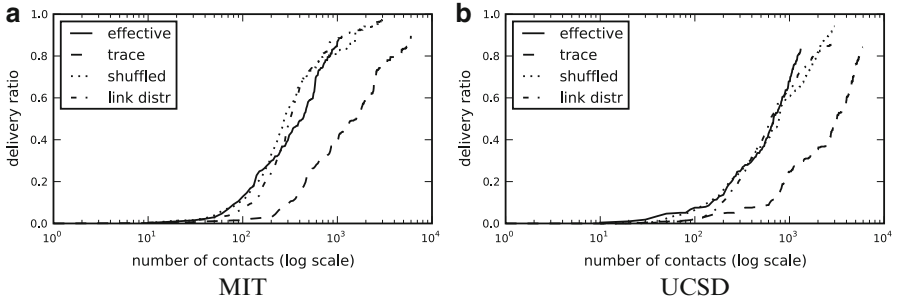 a
delivery ratio
1.0
0.8
0.6
0.4
0.2
0.0
effective
trace
shuffled
link distr
10^0
10^1
10^2
10^3
10^4
number of contacts (log scale)
MIT
b
delivery ratio
1.0
0.8
0.6
0.4
0.2
0.0
effective
trace
shuffled
link distr
10^0
10^1
10^2
10^3
10^4
number of contacts (log scale)
UCSD